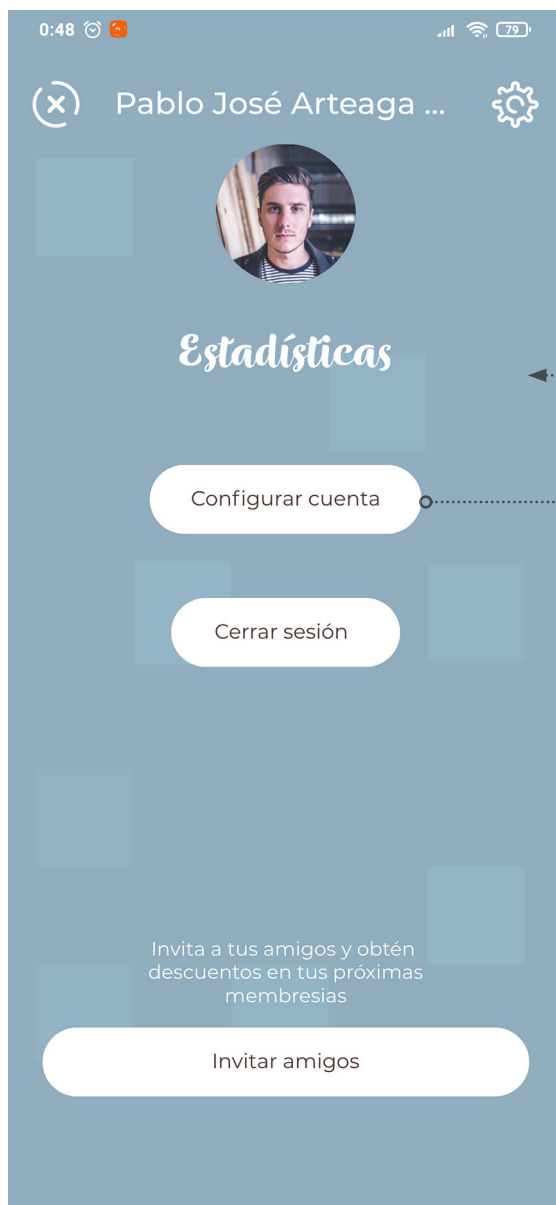 0:48
79
Pablo José Arteaga ...
Estadísticas
Configurar cuenta
Cerrar sesión
Invita a tus amigos y obtén
descuentos en tus próximas
membresias
Invitar amigos